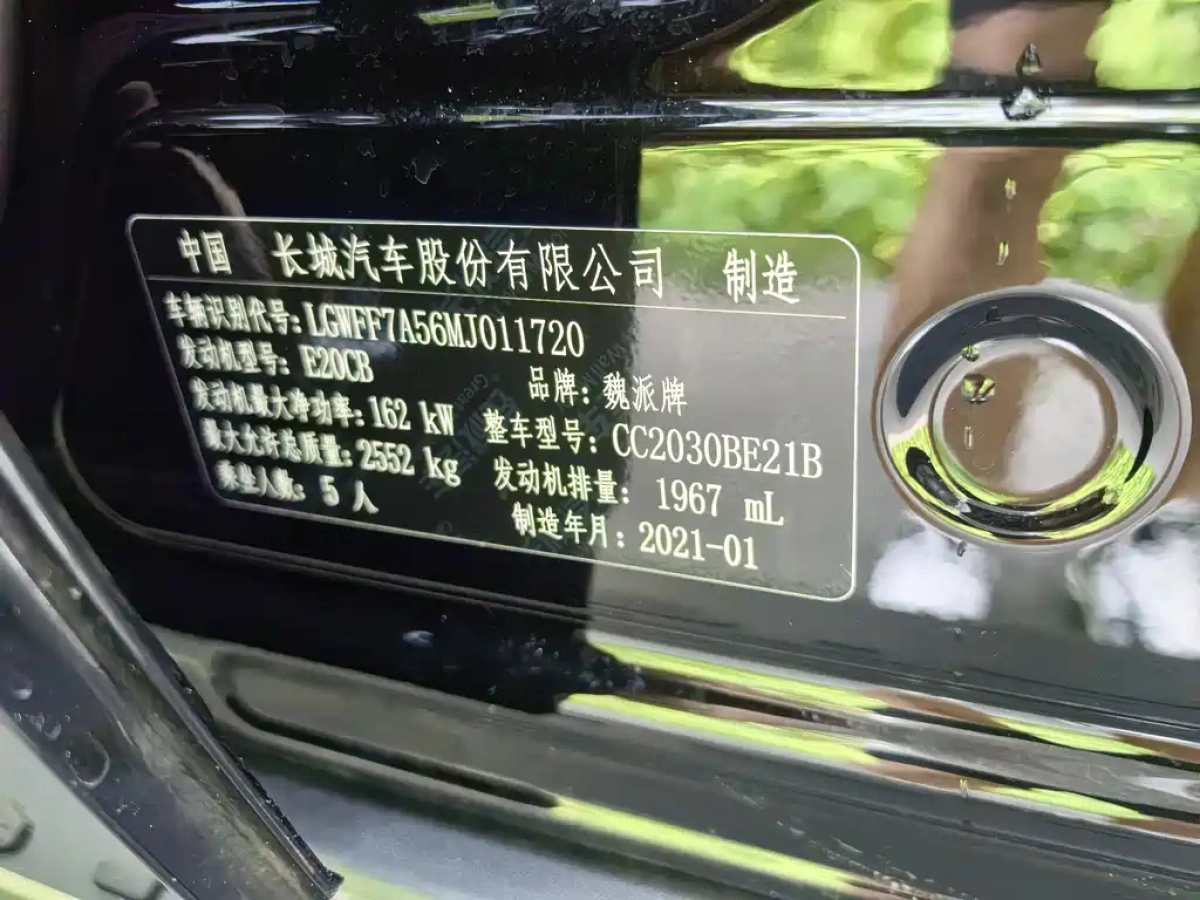 中国 长城汽车股份有限公司 制造
车辆识别代号:LGWFF7A56MJ011720
发动机型号:E20CB 品牌:魏派牌
发动机最大净功率:162 kW 整车型号:CC2030BE21B
最大允许总质量:2552 kg 发动机排量:1967 mL
乘坐人数:5 人 制造年月:2021-01